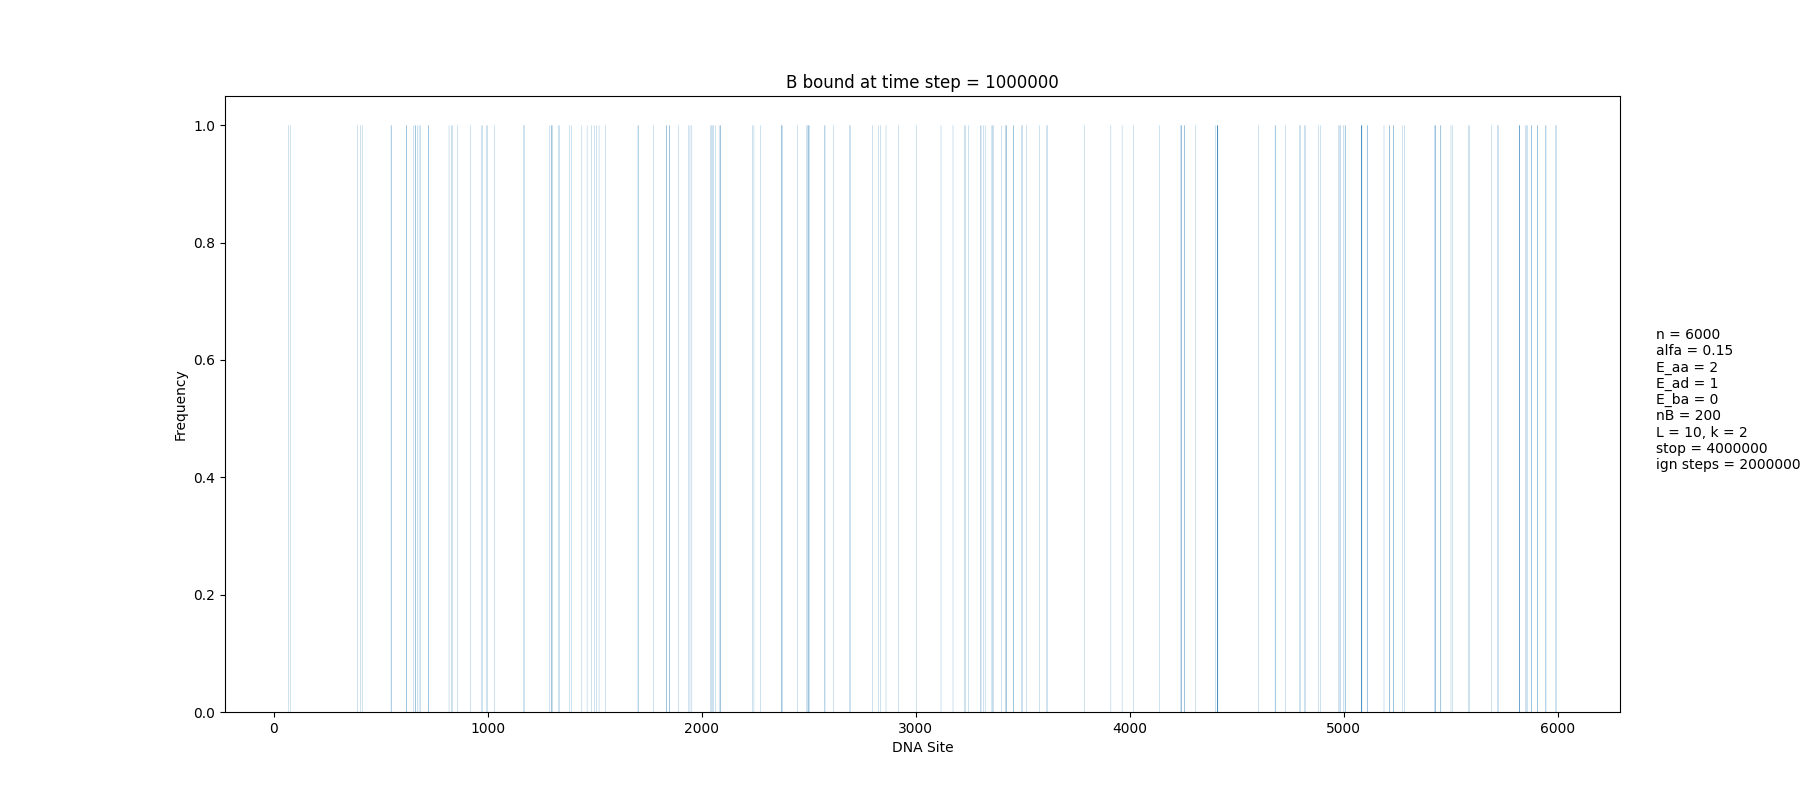 B bound at time step = 1000000
1.0
0.8
0.6
0.4
0.2
0.0
Frequency
0 1000 2000 3000 4000 5000 6000
DNA Site
n = 6000
alfa = 0.15
E_aa = 2
E_ad = 1
E_ba = 0
nB = 200
L = 10, k = 2
stop = 4000000
ign steps = 2000000